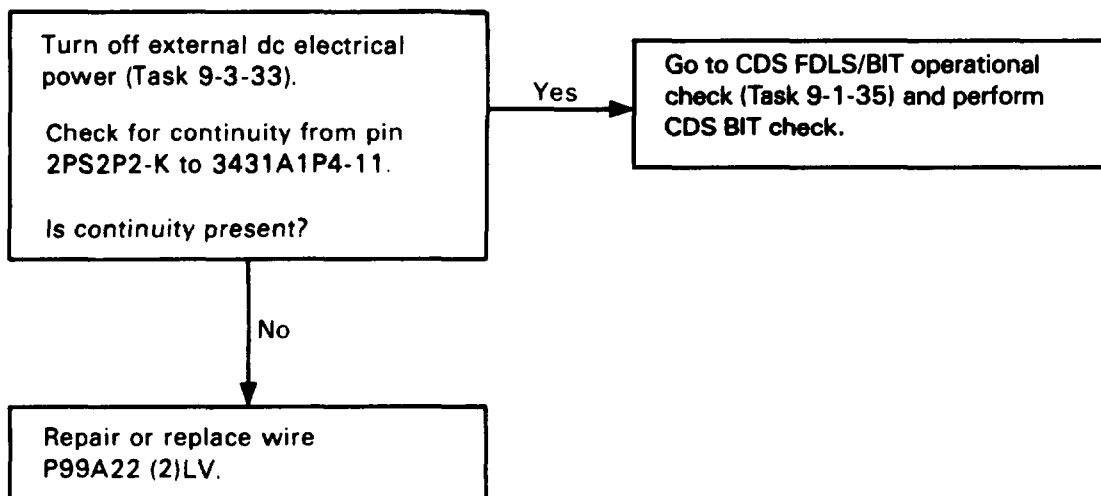 Turn off external dc electrical
power (Task 9-3-33).
Check for continuity from pin
2PS2P2-K to 3431A1P4-11.
Is continuity present?
Yes
Go to CDS FDLS/BIT operational
check (Task 9-1-35) and perform
CDS BIT check.
No
Repair or replace wire
P99A22 (2)LV.